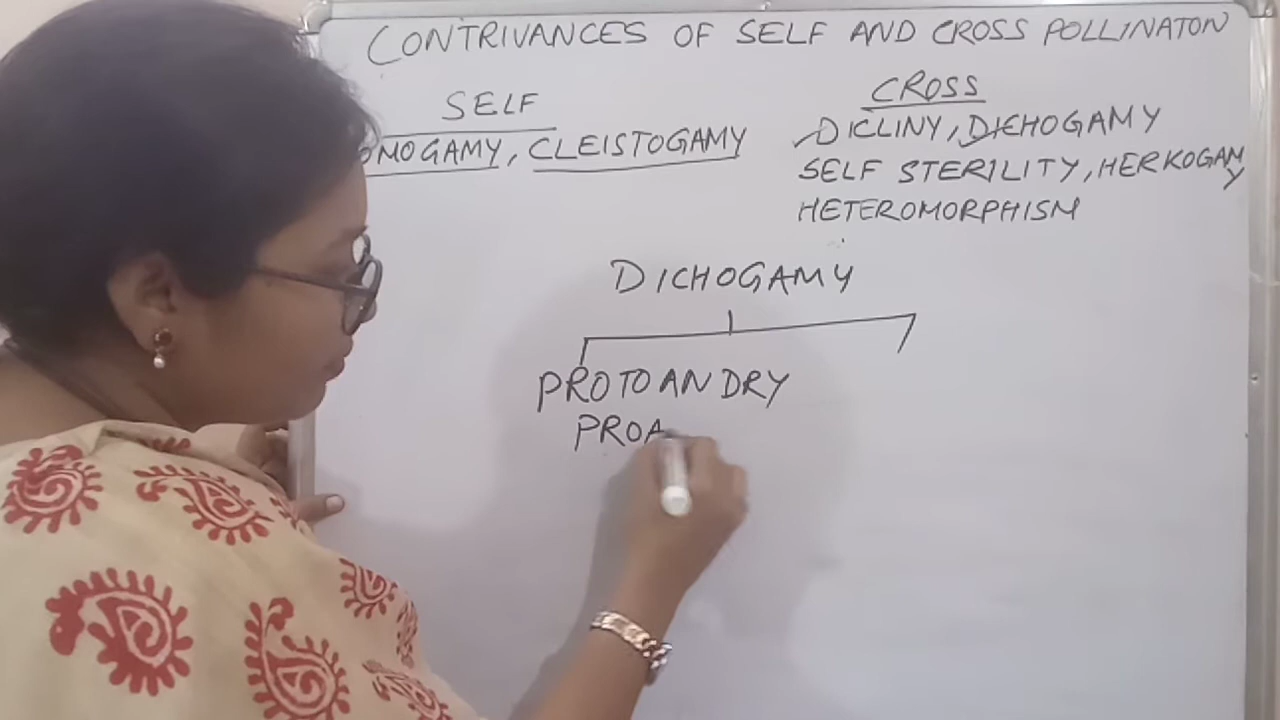 CONTRIVANCES OF SELF AND CROSS POLLINATON
SELF
OMOGAMY, CLEISTOGAMY
CROSS
DICLINY, DICHOGAMY
SELF STERILITY, HERKOGAMY
HETEROMORPHISM
DICHOGAMY
PROTOANDRY
PROA